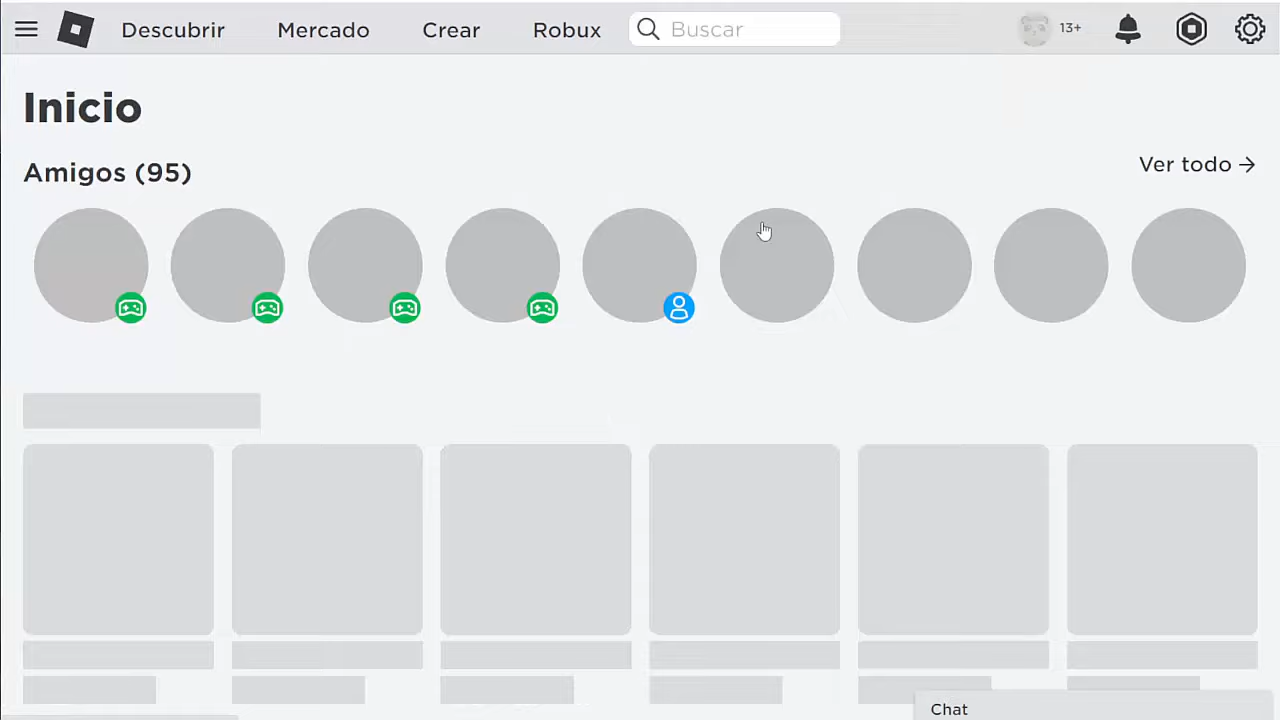 Descubrir Mercado Crear Robux Buscar 13+
Inicio
Amigos (95) Ver todo →
Chat